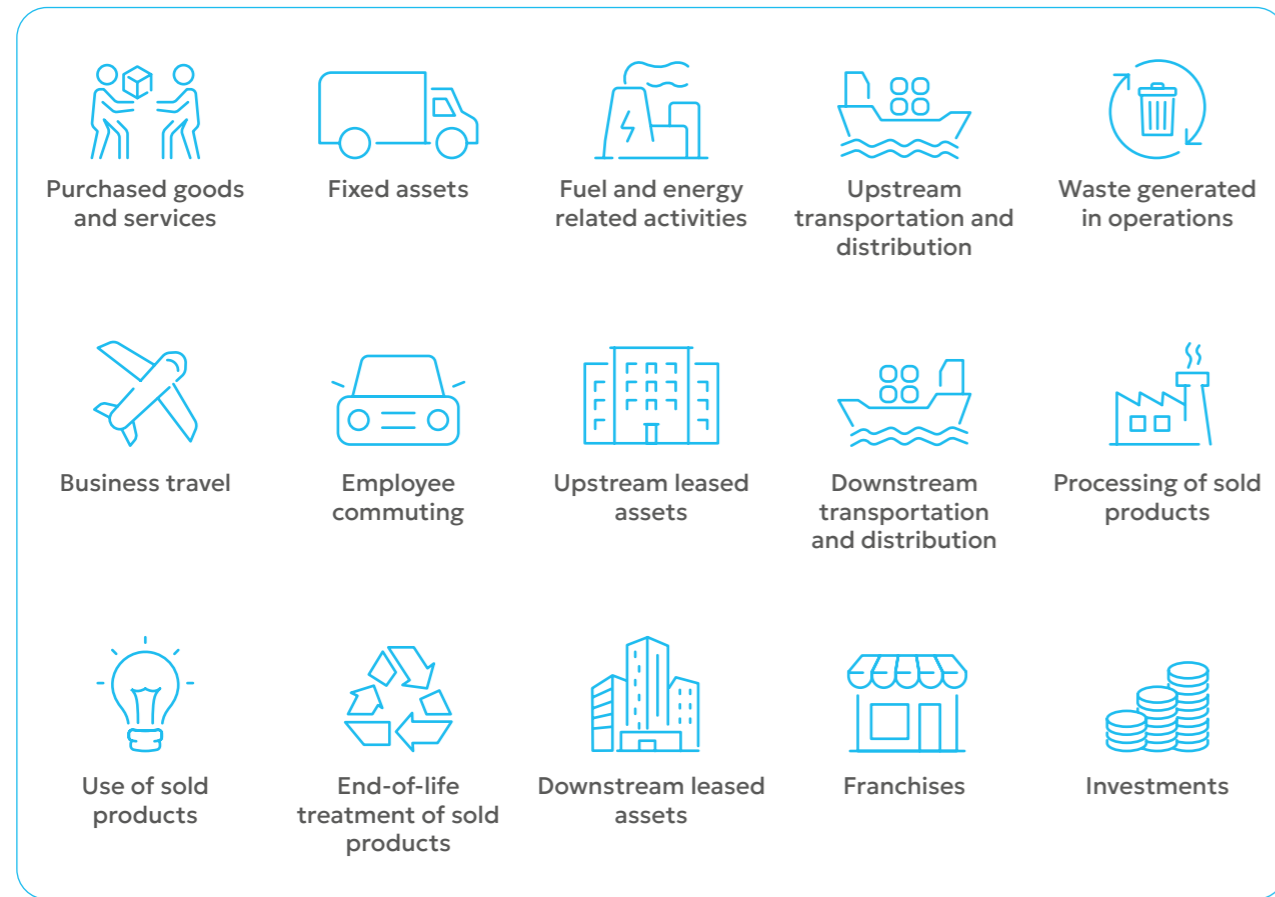 Purchased goods
and services
Fixed assets
Fuel and energy
related activities
Upstream
transportation and
distribution
Waste generated
in operations
Business travel
Employee
commuting
Upstream leased
assets
Downstream
transportation
and distribution
Processing of sold
products
Use of sold
products
End-of-life
treatment of sold
products
Downstream leased
assets
Franchises
Investments